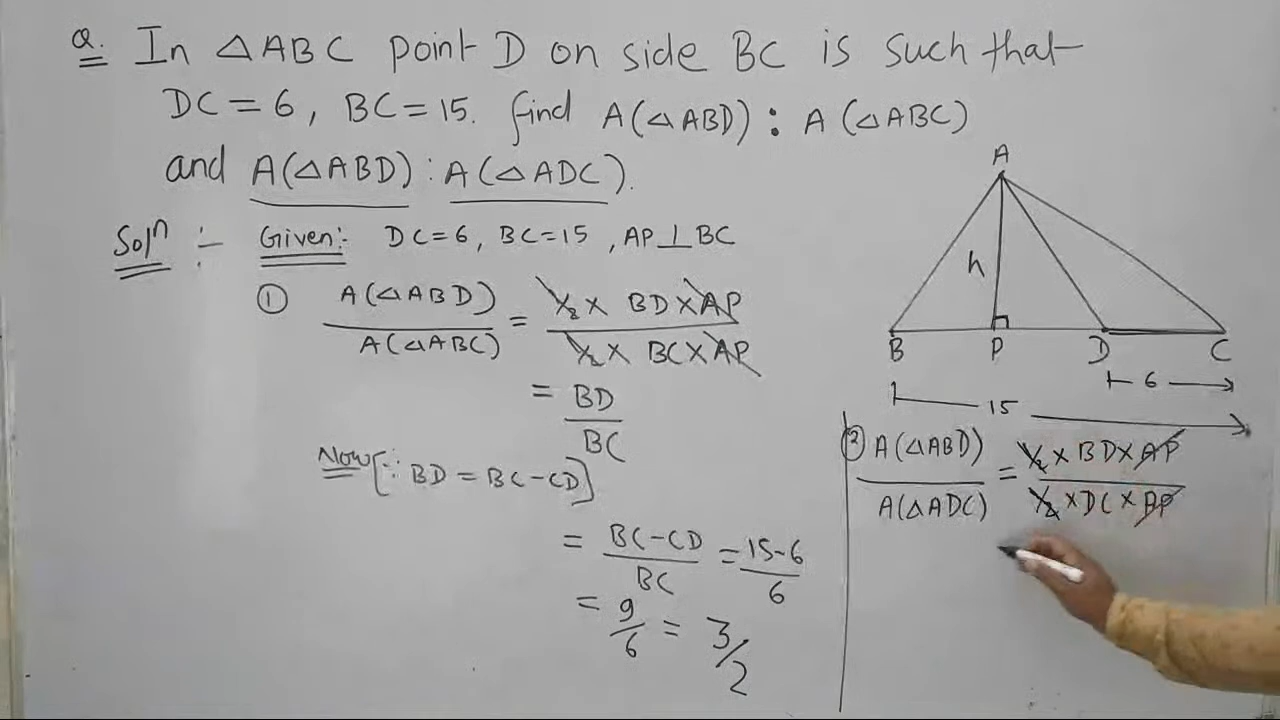 Q. In △ABC point D on side BC is such that
DC = 6, BC = 15. find A(△ABD) : A(△ABC)
and A(△ABD) : A(△ADC).
Solⁿ :- Given:- DC=6, BC=15, AP⊥BC
① A(△ABD) / A(△ABC) = ½ × BD × AP / ½ × BC × AP
= BD / BC
Now [∵ BD = BC-CD]
= BC-CD / BC = 15-6 / 6
= 9/6 = 3/2
A
h
B P D C
6
15
② A(△ABD) / A(△ADC) = ½ × BD × AP / ½ × DC × AP